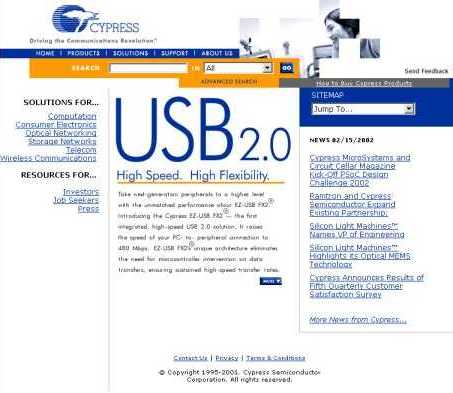 CYPRESS
Driving the Communications Revolution™
HOME | PRODUCTS | SOLUTIONS | SUPPORT | ABOUT US
SEARCH IN All GO
Send Feedback
ADVANCED SEARCH
How to Buy Cypress Products
SOLUTIONS FOR...
Computation
Consumer Electronics
Optical Networking
Storage Networks
Telecom
Wireless Communications
RESOURCES FOR...
Investors
Job Seekers
Press
USB 2.0
High Speed. High Flexibility.
Take next-generation peripherals to a higher level
with the unmatched performance of our EZ-USB FX2®
Introducing the Cypress EZ-USB FX2® — the first
integrated, high-speed USB 2.0 solution. It raises
the speed of your PC- to- peripheral connection to
480 Mbps. EZ-USB FX2's® unique architecture eliminates
the need for microcontroller intervention on data
transfers, ensuring sustained high-speed transfer rates.
MORE
SITEMAP
Jump To...
NEWS 02/15/2002
Cypress MicroSystems and
Circuit Cellar Magazine
Kick-Off PSoC Design
Challenge 2002
Ramtron and Cypress
Semiconductor Expand
Existing Partnership;
Silicon Light Machines™
Names VP of Engineering
Silicon Light Machines™
Highlights its Optical MEMS
Technology
Cypress Announces Results of
Fifth Quarterly Customer
Satisfaction Survey
More News from Cypress...
Contact Us | Privacy | Terms & Conditions
© Copyright 1995-2001. Cypress Semiconductor
Corporation. All rights reserved.